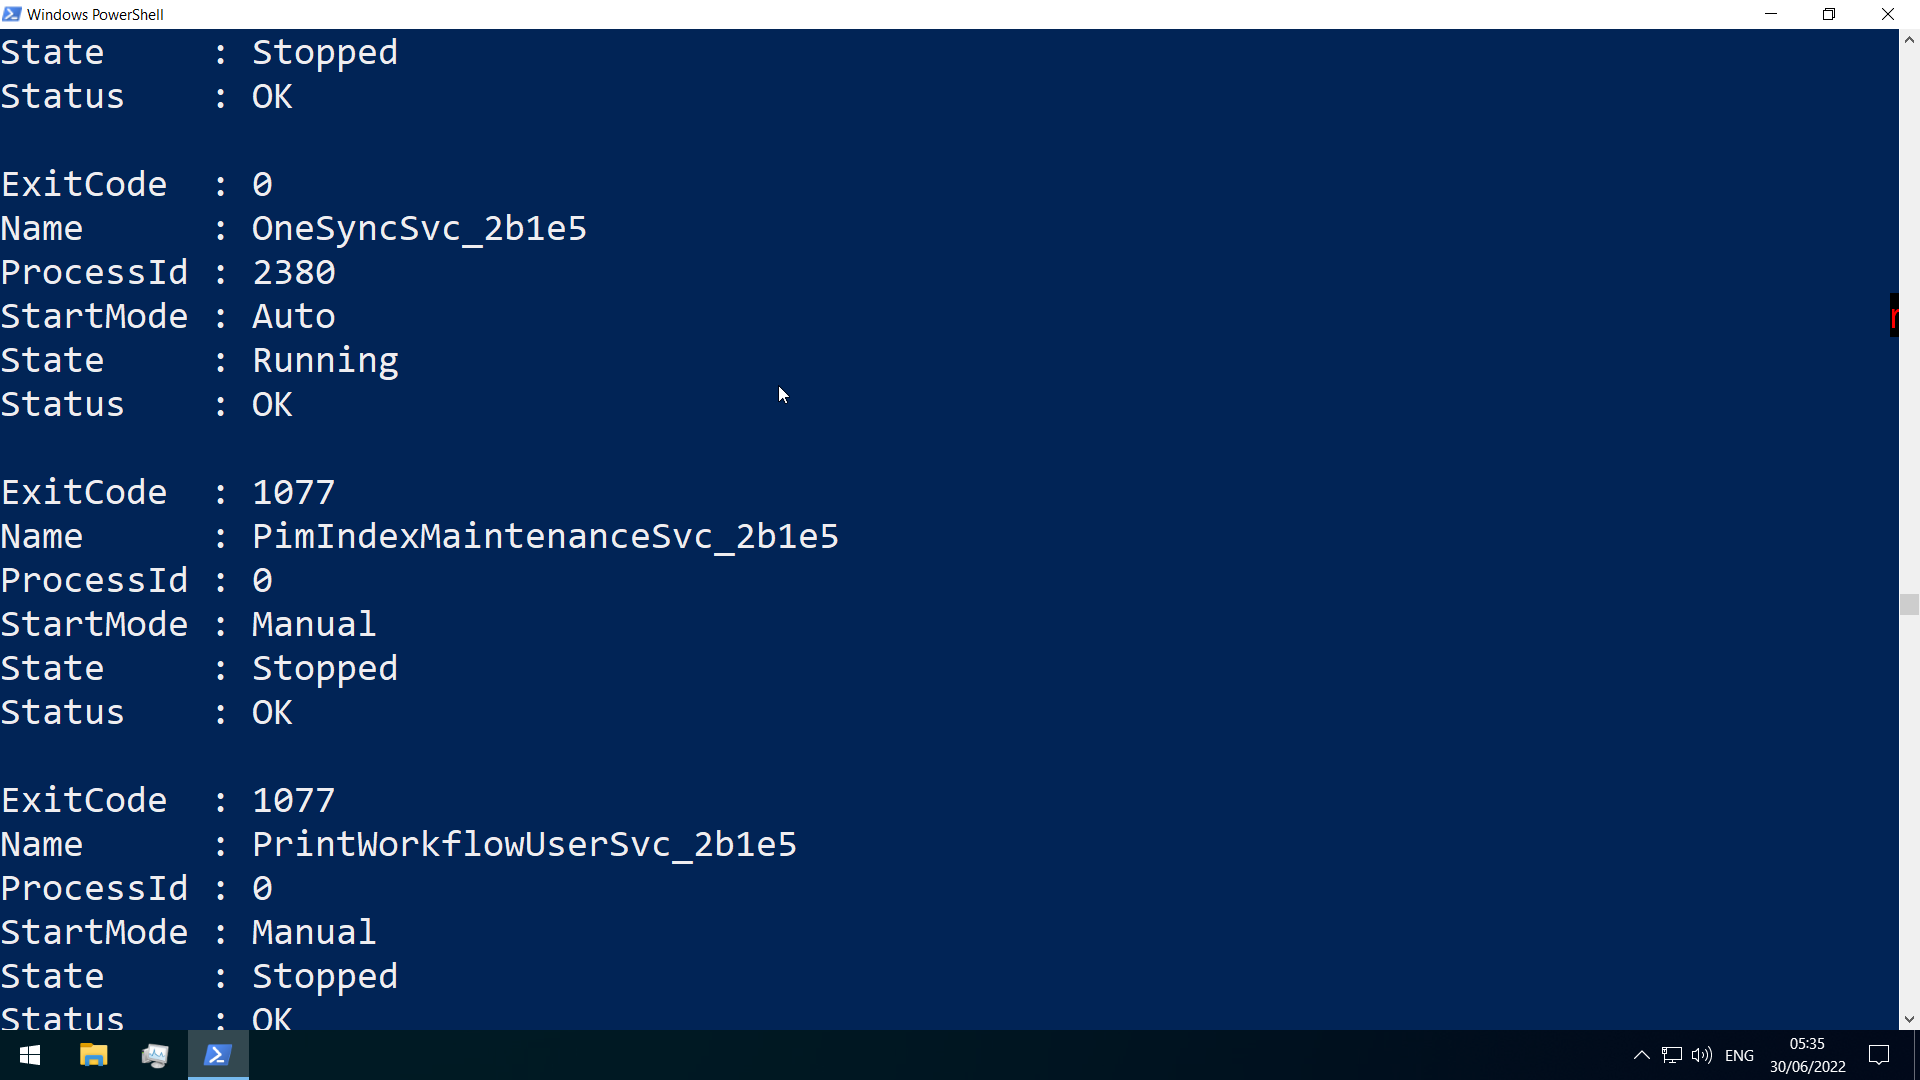 Windows PowerShell
State : Stopped
Status : OK
ExitCode : 0
Name : OneSyncSvc_2b1e5
ProcessId : 2380
StartMode : Auto
State : Running
Status : OK
ExitCode : 1077
Name : PimIndexMaintenanceSvc_2b1e5
ProcessId : 0
StartMode : Manual
State : Stopped
Status : OK
ExitCode : 1077
Name : PrintWorkflowUserSvc_2b1e5
ProcessId : 0
StartMode : Manual
State : Stopped
Status : OK
ENG
05:35
30/06/2022